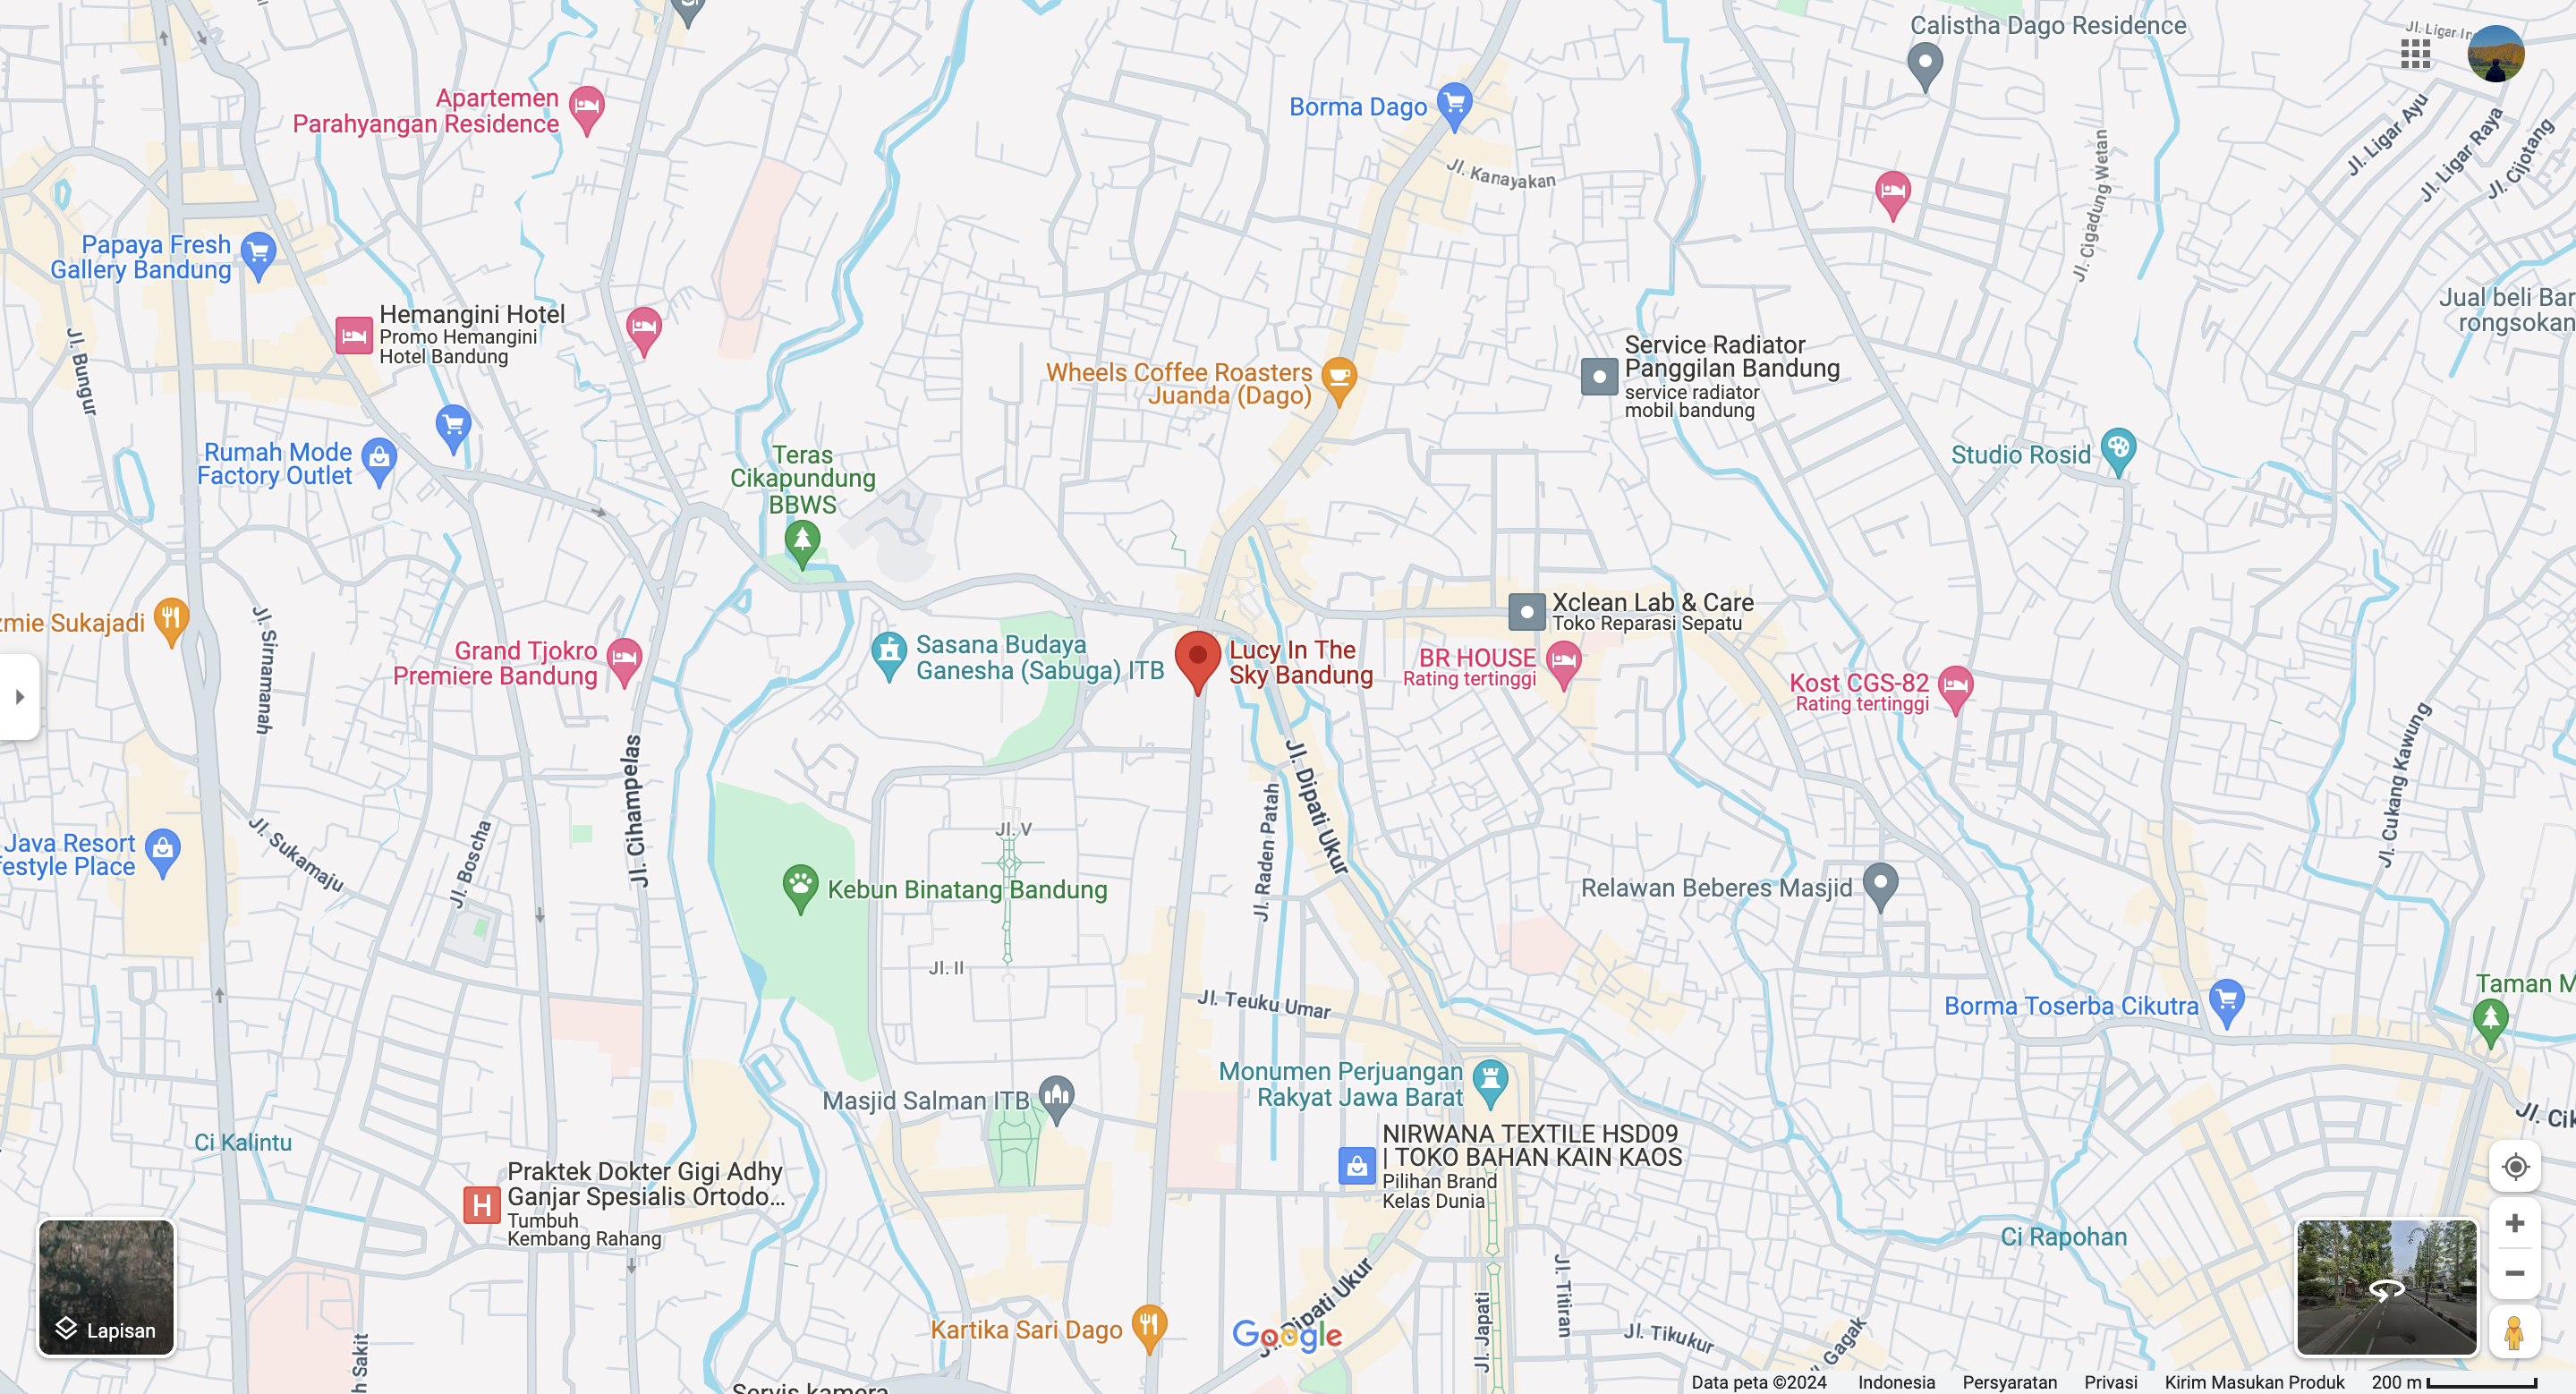 Calistha Dago Residence
Jl. Ligar
Apartemen
Parahyangan Residence
Borma Dago
Jl. Ligar Ayu
Jl. Ligar Raya
Jl. Cijotang
Jl. Kanayakan
Jl. Cigadung Wetan
Papaya Fresh
Gallery Bandung
Jl. Bungur
Hemangini Hotel
Promo Hemangini
Hotel Bandung
Jual beli Bar
rongsokan
Service Radiator
Panggilan Bandung
service radiator
mobil bandung
Wheels Coffee Roasters
Juanda (Dago)
Rumah Mode
Factory Outlet
Teras
Cikapundung
BBWS
Studio Rosid
zmie Sukajadi
Jl. Sirnamanah
Grand Tjokro
Premiere Bandung
Sasana Budaya
Ganesha (Sabuga) ITB
Lucy In The
Sky Bandung
Xclean Lab & Care
Toko Reparasi Sepatu
BR HOUSE
Rating tertinggi
Kost CGS-82
Rating tertinggi
Jl. Cihampelas
Jl. Dipati Ukur
Jl. Raden Patah
Jl. Cukang Kawung
Java Resort
festyle Place
Jl. Sukamaju
Jl. Boscha
Jl. V
Kebun Binatang Bandung
Relawan Beberes Masjid
Jl. II
Jl. Teuku Umar
Borma Toserba Cikutra
Taman M
Monumen Perjuangan
Rakyat Jawa Barat
Masjid Salman ITB
Jl. Cik
Ci Kalintu
NIRWANA TEXTILE HSD09
| TOKO BAHAN KAIN KAOS
Pilihan Brand
Kelas Dunia
Praktek Dokter Gigi Adhy
Ganjar Spesialis Ortodo...
Tumbuh
Kembang Rahang
H
Ci Rapohan
Lapisan
Kartika Sari Dago
Google
Jl. Dipati Ukur
Jl. Japati
Jl. Titiran
Jl. Tikukur
Jl. Gagak
h Sakit
Servis kamera
Data peta ©2024 Indonesia Persyaratan Privasi Kirim Masukan Produk 200 m